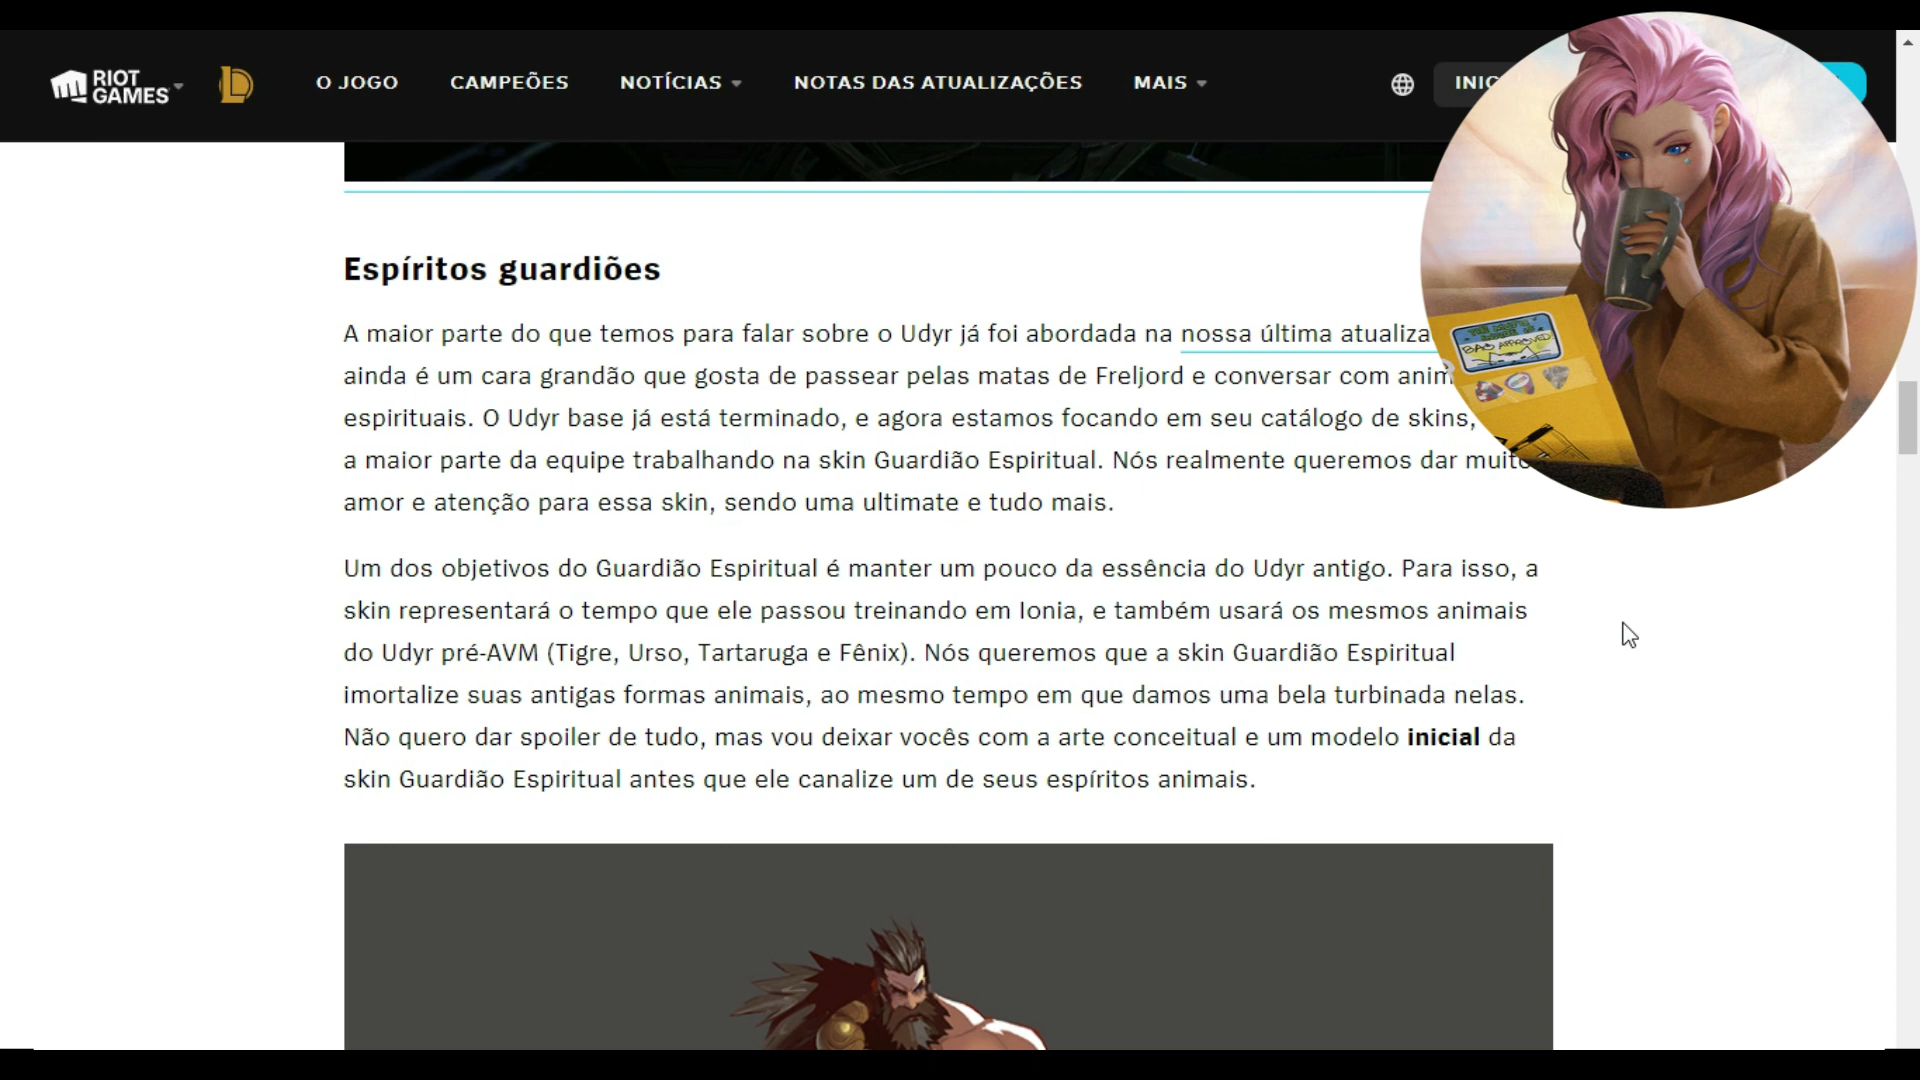 RIOT GAMES
O JOGO CAMPEÕES NOTÍCIAS NOTAS DAS ATUALIZAÇÕES MAIS
Espíritos guardiões
A maior parte do que temos para falar sobre o Udyr já foi abordada na nossa última
ainda é um cara grandão que gosta de passear pelas matas de Freljord e conversar com
espirituais. O Udyr base já está terminado, e agora estamos focando em seu catálogo de skins,
a maior parte da equipe trabalhando na skin Guardião Espiritual. Nós realmente queremos dar muito
amor e atenção para essa skin, sendo uma ultimate e tudo mais.
Um dos objetivos do Guardião Espiritual é manter um pouco da essência do Udyr antigo. Para isso, a
skin representará o tempo que ele passou treinando em Ionia, e também usará os mesmos animais
do Udyr pré-AVM (Tigre, Urso, Tartaruga e Fênix). Nós queremos que a skin Guardião Espiritual
imortalize suas antigas formas animais, ao mesmo tempo em que damos uma bela turbinada nelas.
Não quero dar spoiler de tudo, mas vou deixar vocês com a arte conceitual e um modelo inicial da
skin Guardião Espiritual antes que ele canalize um de seus espíritos animais.